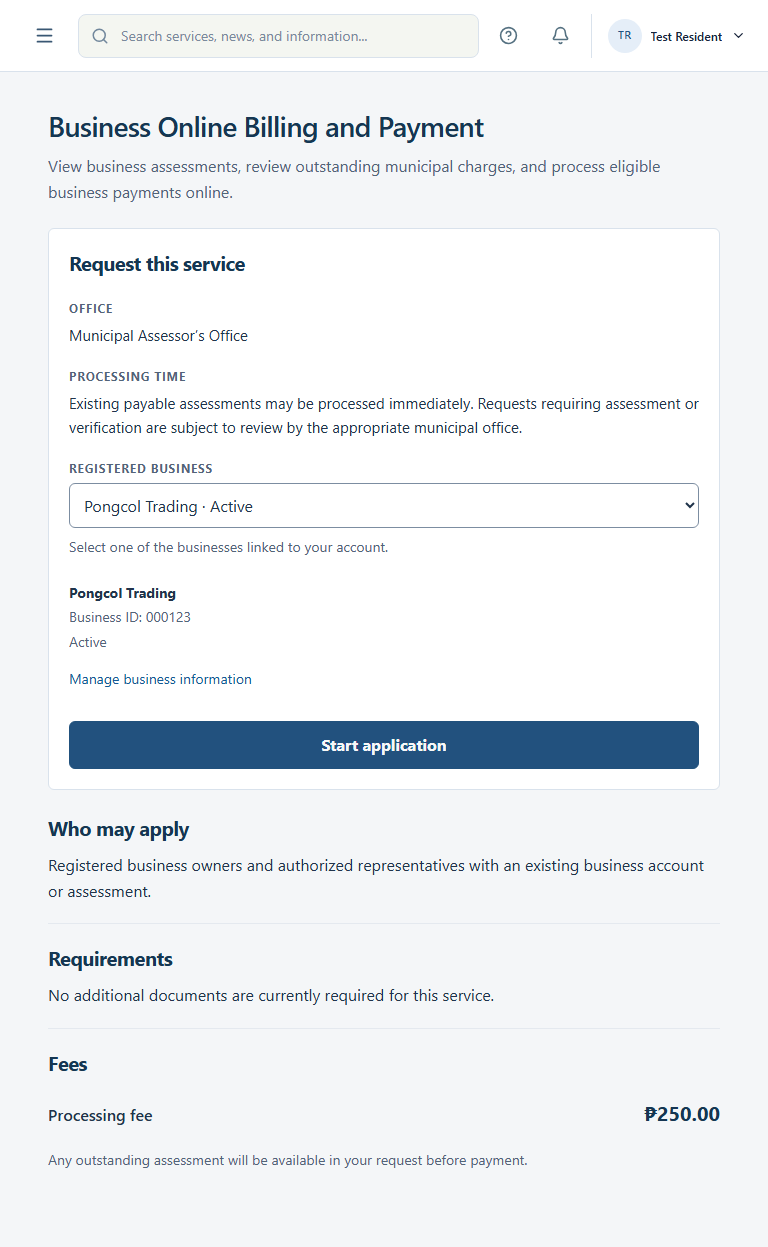 Search services, news, and information...
TR
Test Resident
Business Online Billing and Payment
View business assessments, review outstanding municipal charges, and process eligible
business payments online.
Request this service
OFFICE
Municipal Assessor's Office
PROCESSING TIME
Existing payable assessments may be processed immediately. Requests requiring assessment or
verification are subject to review by the appropriate municipal office.
REGISTERED BUSINESS
Pongcol Trading · Active
Select one of the businesses linked to your account.
Pongcol Trading
Business ID: 000123
Active
Manage business information
Start application
Who may apply
Registered business owners and authorized representatives with an existing business account
or assessment.
Requirements
No additional documents are currently required for this service.
Fees
Processing fee
₱250.00
Any outstanding assessment will be available in your request before payment.